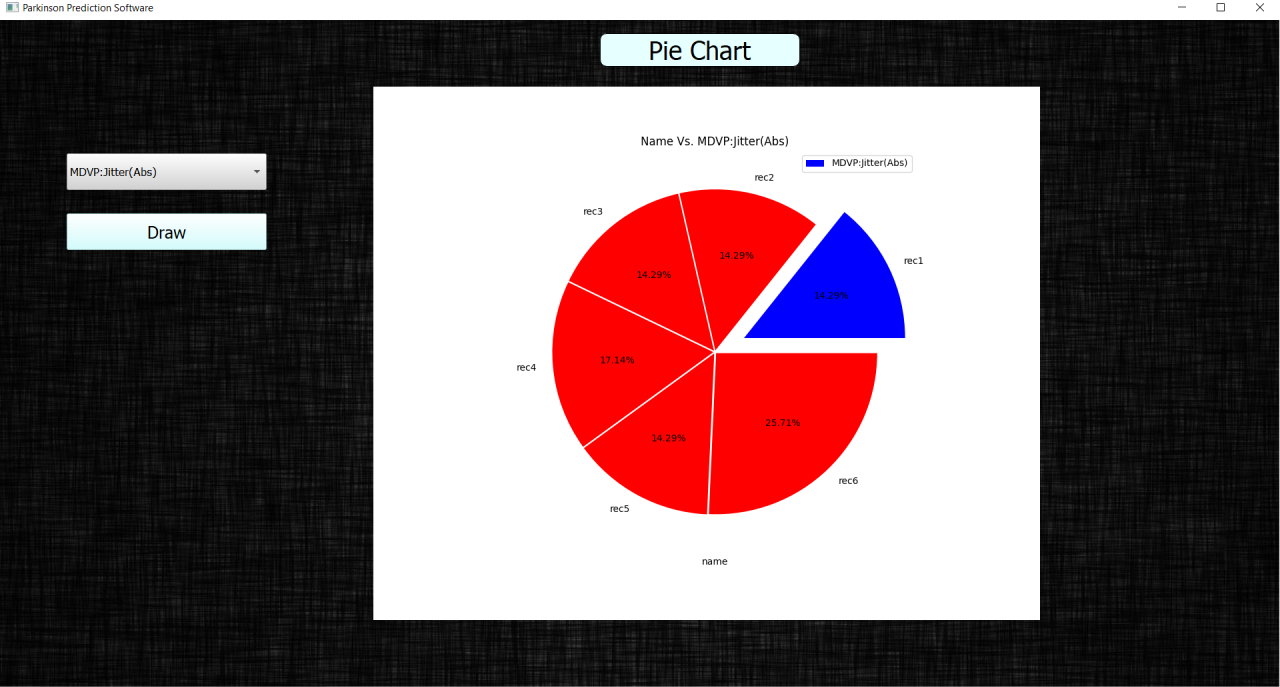 Parkinson Prediction Software
Pie Chart
MDVP:Jitter(Abs)
Draw
Name Vs. MDVP:Jitter(Abs)
MDVP:Jitter(Abs)
rec2
rec3
rec1
14.29%
14.29%
14.29%
17.14%
rec4
25.71%
14.29%
rec6
rec5
name